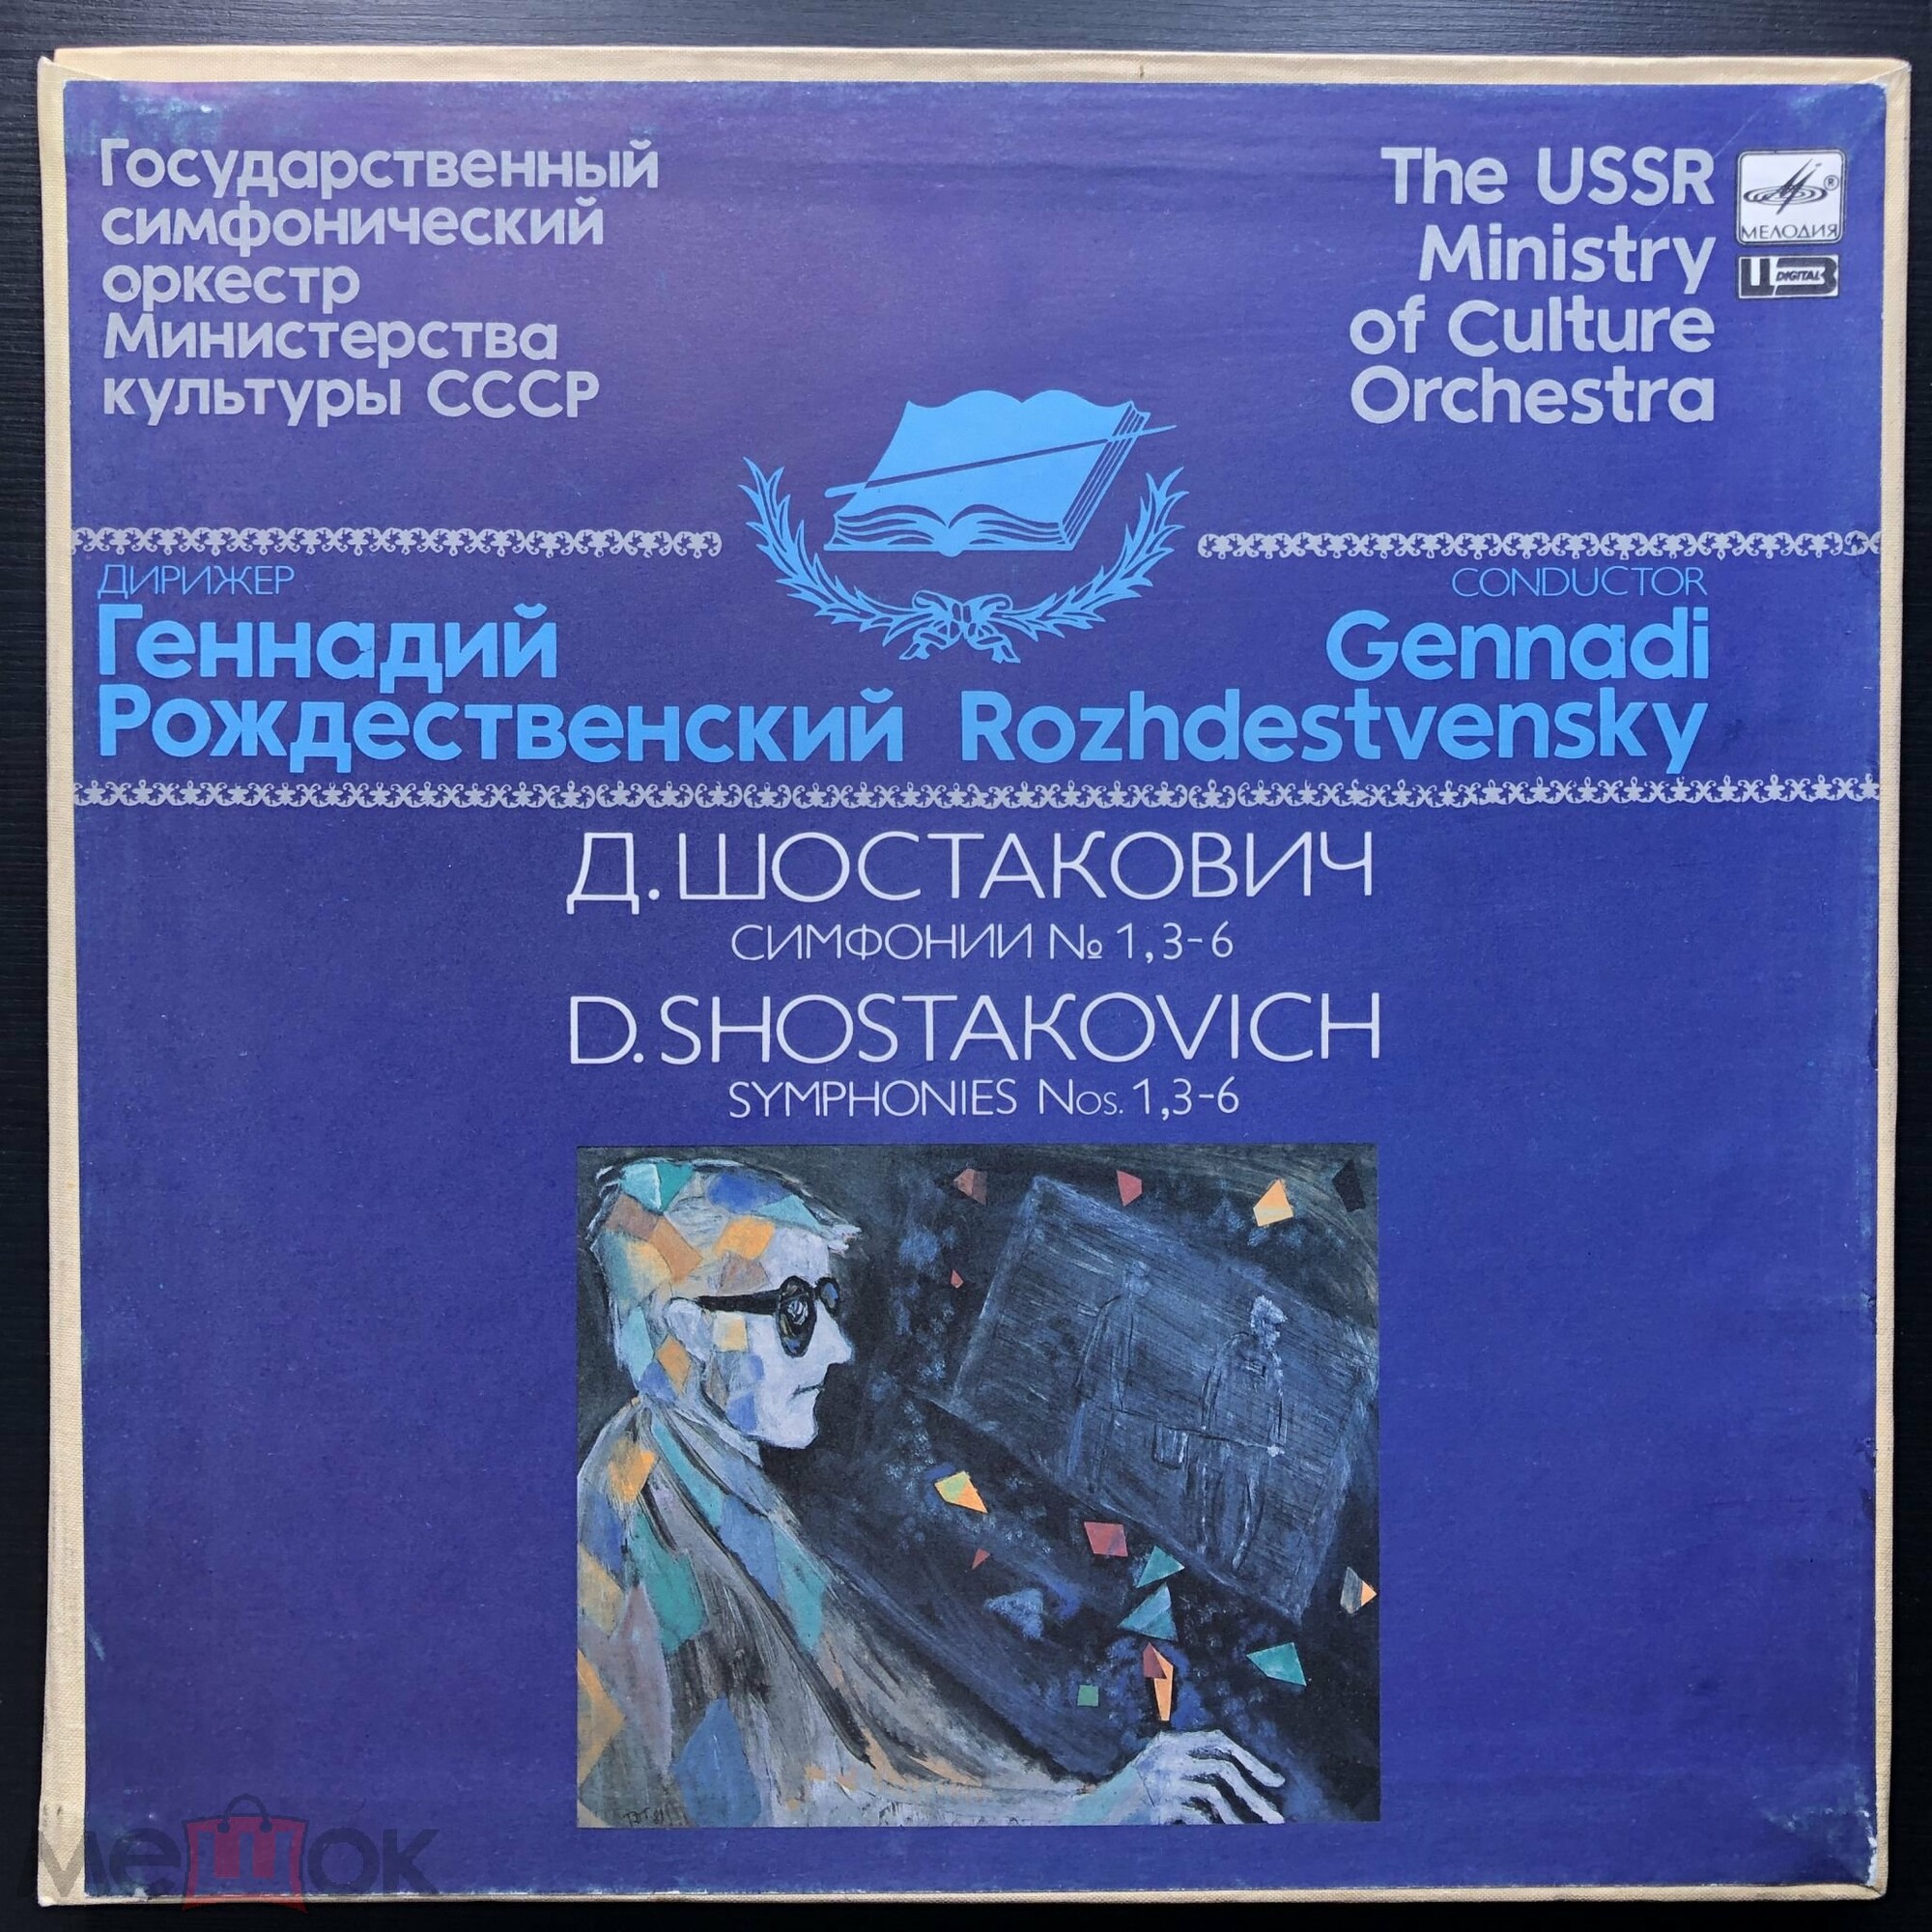 Государственный
симфонический
оркестр
Министерства
культуры СССР
The USSR
Ministry
of Culture
Orchestra
МЕЛОДИЯ
DIGITAL
ДИРИЖЕР
Геннадий
Рождественский
CONDUCTOR
Gennadi
Rozhdestvensky
Д. ШОСТАКОВИЧ
СИМФОНИИ № 1, 3-6
D. SHOSTAKOVICH
SYMPHONIES Nos. 1, 3-6
мешок